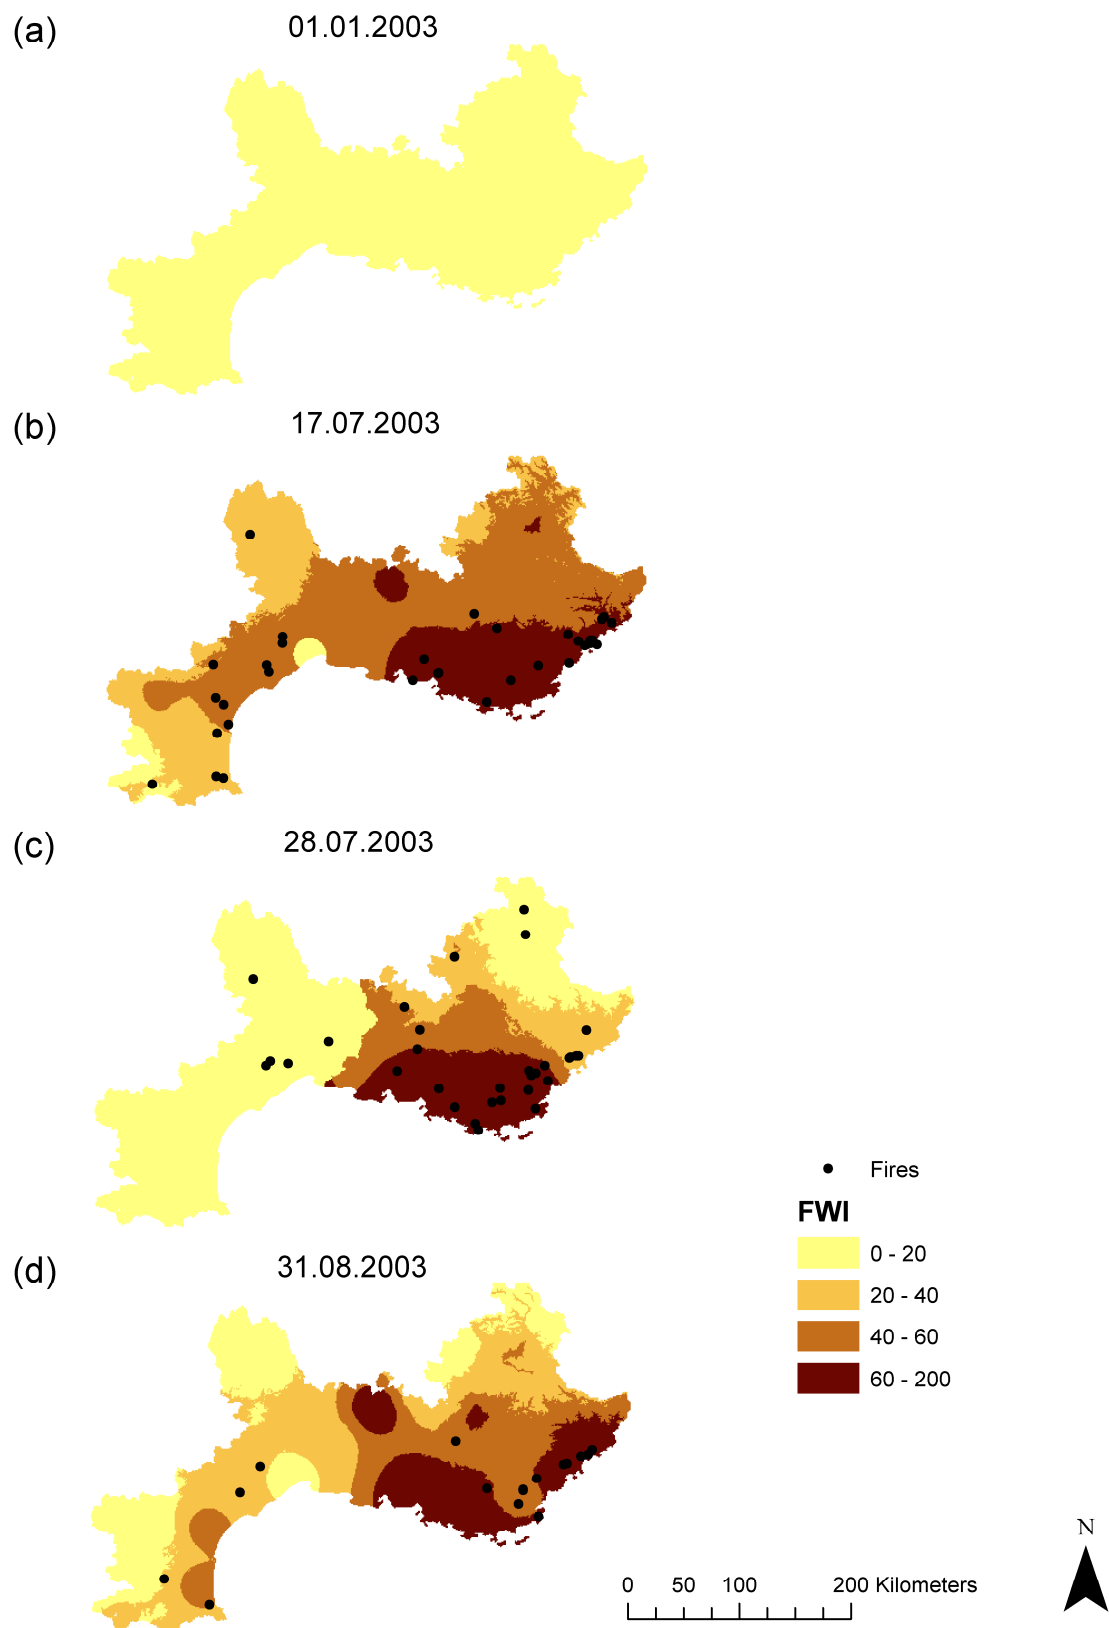 (a)
01.01.2003
(b)
17.07.2003
(c)
28.07.2003
Fires
FWI
0 - 20
20 - 40
40 - 60
60 - 200
(d)
31.08.2003
N
0 50 100 200 Kilometers